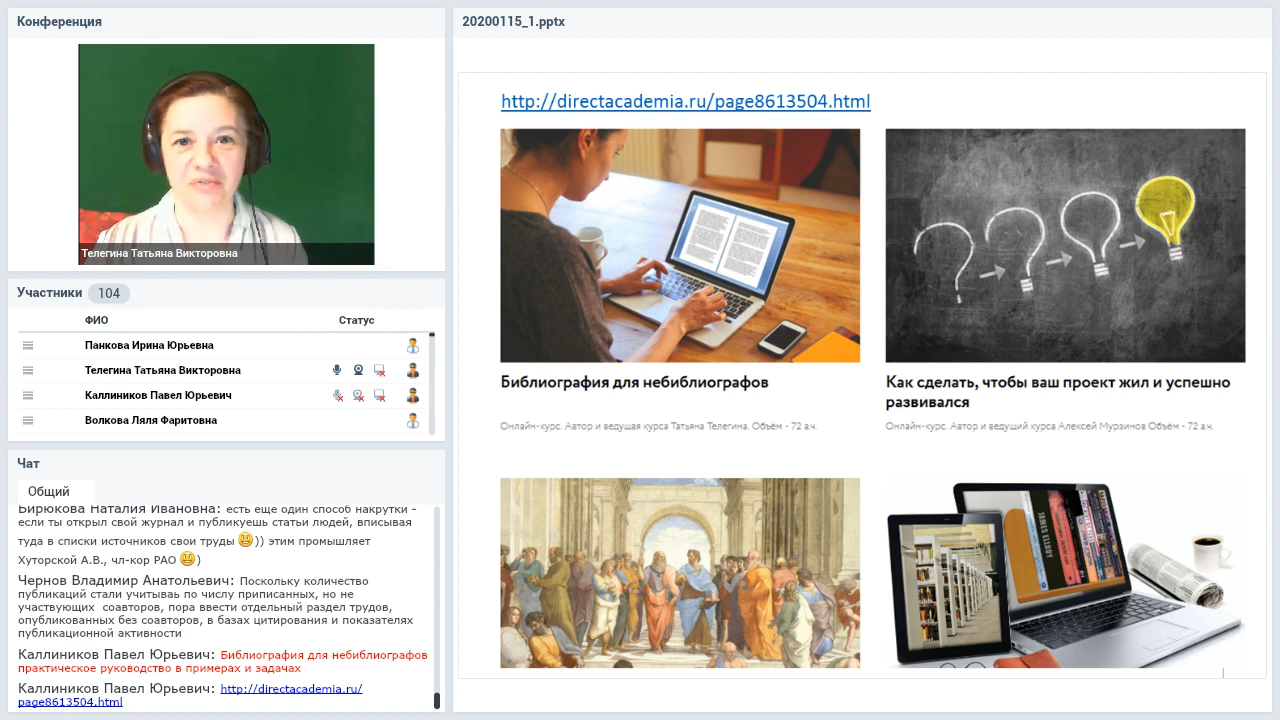 Конференция
Телегина Татьяна Викторовна
Участники 104
ФИО Статус
Панкова Ирина Юрьевна
Телегина Татьяна Викторовна
Каллиников Павел Юрьевич
Волкова Ляля Фаритовна
Чат
Общий
Бирюкова Наталия Ивановна: есть еще один способ накрутки -
если ты открыл свой журнал и публикуешь статьи людей, вписывая
туда в списки источников свои труды )) этим промышляет
Хуторской А.В., чл-кор РАО )
Чернов Владимир Анатольевич: Поскольку количество
публикаций стали учитываь по числу приписанных, но не
участвующих соавторов, пора ввести отдельный раздел трудов,
опубликованных без соавторов, в базах цитирования и показателях
публикационной активности
Каллиников Павел Юрьевич: Библиография для небиблиографов
практическое руководство в примерах и задачах
Каллиников Павел Юрьевич: http://directacademia.ru/
page8613504.html
20200115_1.pptx
http://directacademia.ru/page8613504.html
Библиография для небиблиографов
Онлайн-курс. Автор и ведущая курса Татьяна Телегина. Объём - 72 а.ч.
Как сделать, чтобы ваш проект жил и успешно
развивался
Онлайн-курс. Автор и ведущий курса Алексей Мурзинов Объём - 72 а.ч.
JAMES ELLROY